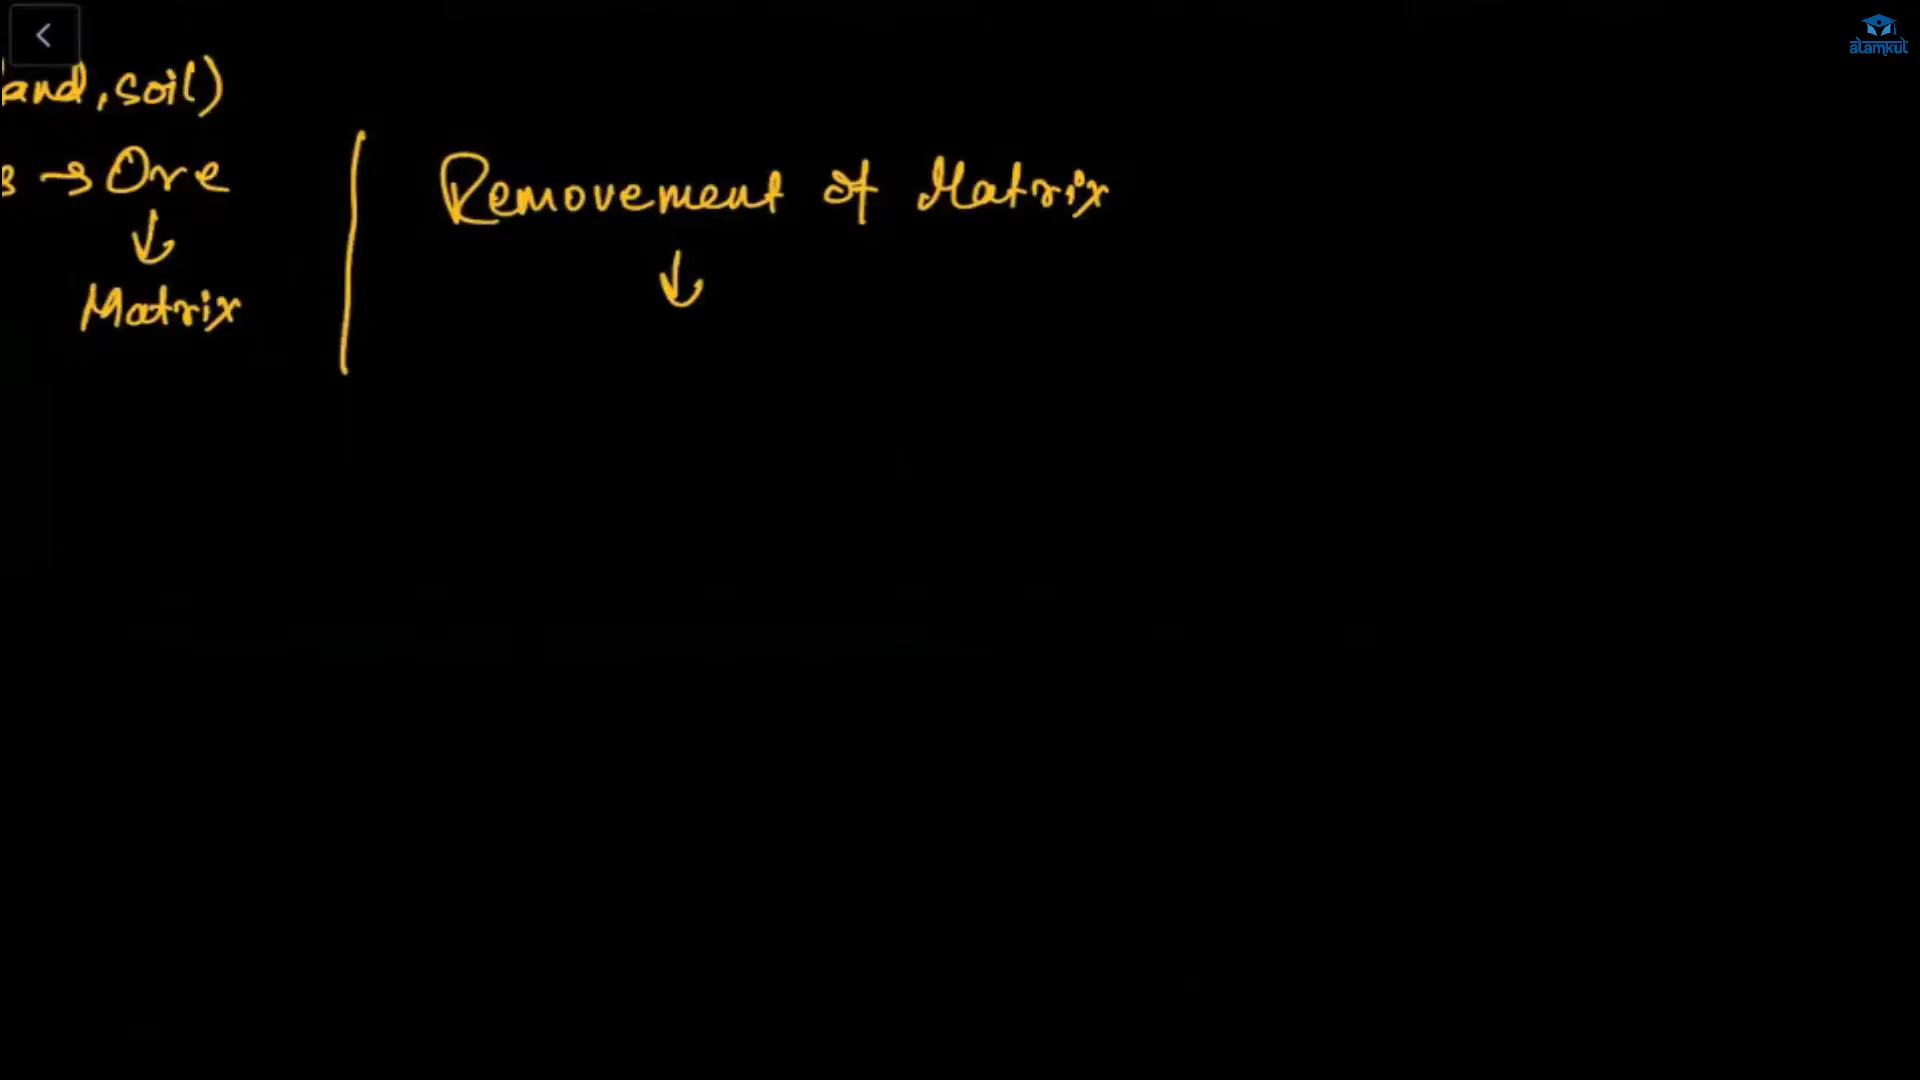 and, soil)
s → Ore
↓
Matrix
Removement of Matrix
↓
alamkul